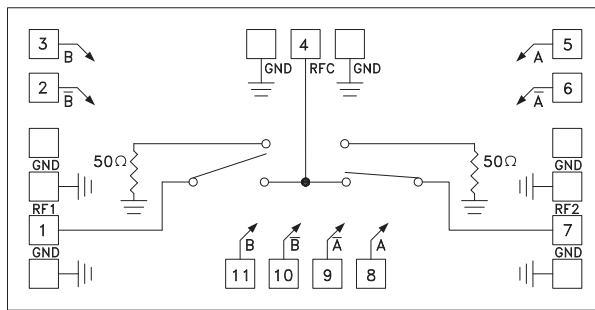 3 B 4 A 5
GND RFC GND
2 B̅ A̅ 6
50Ω 50Ω
GND GND
RF1 RF2
1 7
GND GND
B B̅ A̅ A
11 10 9 8